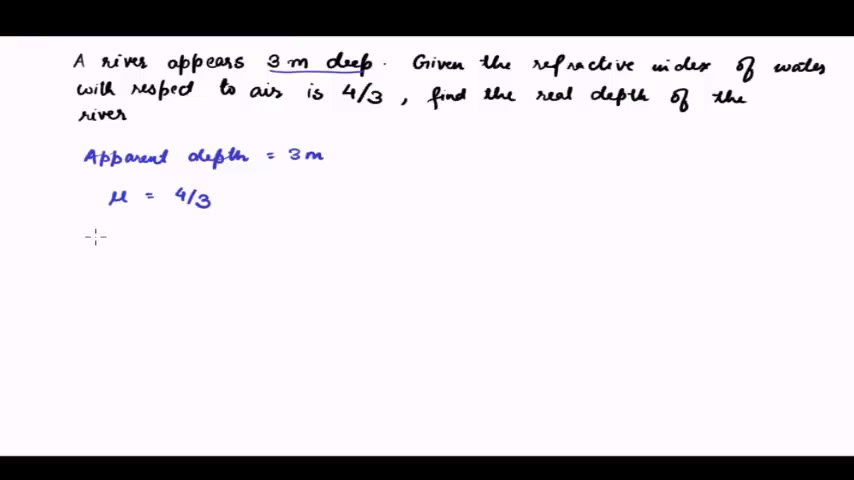 A river appears 3 m deep. Given the refractive index of water
with respect to air is 4/3, find the real depth of the
river
Apparent depth = 3m
μ = 4/3